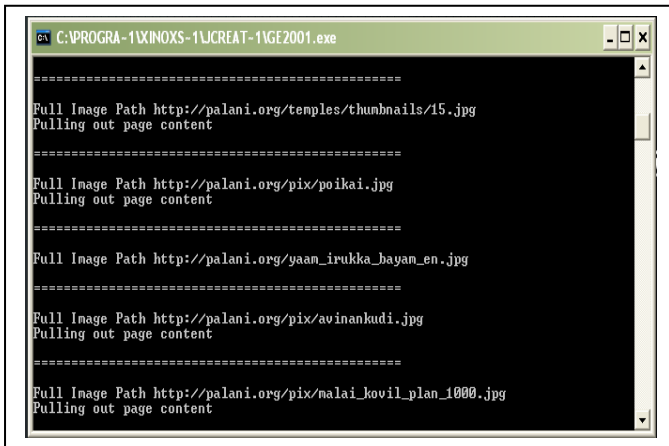 C:\PROGRA~1\XINOXS~1\JCREAT~1\GE2001.exe
==================================================
Full Image Path http://palani.org/temples/thumbnails/15.jpg
Pulling out page content
==================================================
Full Image Path http://palani.org/pix/poikai.jpg
Pulling out page content
==================================================
Full Image Path http://palani.org/yaam_irukka_bayam_en.jpg
==================================================
Full Image Path http://palani.org/pix/avinankudi.jpg
Pulling out page content
==================================================
Full Image Path http://palani.org/pix/malai_kovil_plan_1000.jpg
Pulling out page content